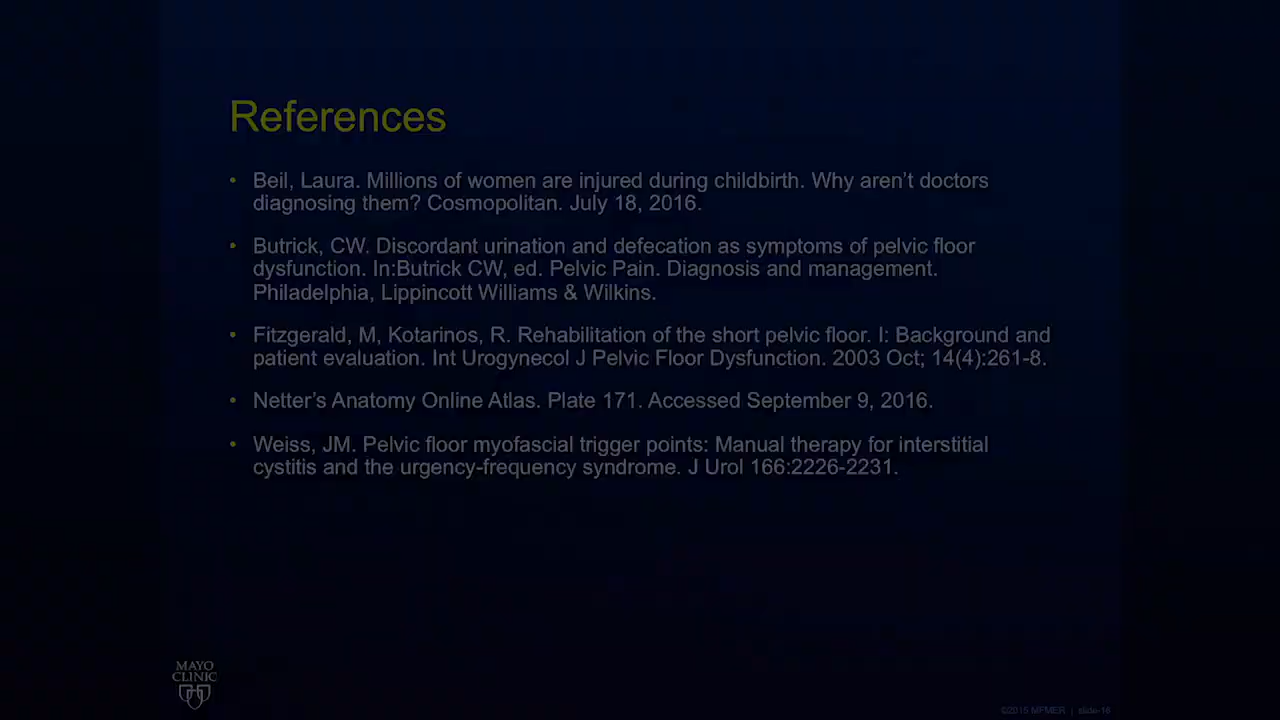 References
• Beil, Laura. Millions of women are injured during childbirth. Why aren't doctors
diagnosing them? Cosmopolitan. July 18, 2016.
• Butrick, CW. Discordant urination and defecation as symptoms of pelvic floor
dysfunction. In:Butrick CW, ed. Pelvic Pain. Diagnosis and management.
Philadelphia, Lippincott Williams & Wilkins.
• Fitzgerald, M, Kotarinos, R. Rehabilitation of the short pelvic floor. I: Background and
patient evaluation. Int Urogynecol J Pelvic Floor Dysfunction. 2003 Oct; 14(4):261-8.
• Netter's Anatomy Online Atlas. Plate 171. Accessed September 9, 2016.
• Weiss, JM. Pelvic floor myofascial trigger points: Manual therapy for interstitial
cystitis and the urgency-frequency syndrome. J Urol 166:2226-2231.
MAYO
CLINIC
©2015 MFMER | slide-16